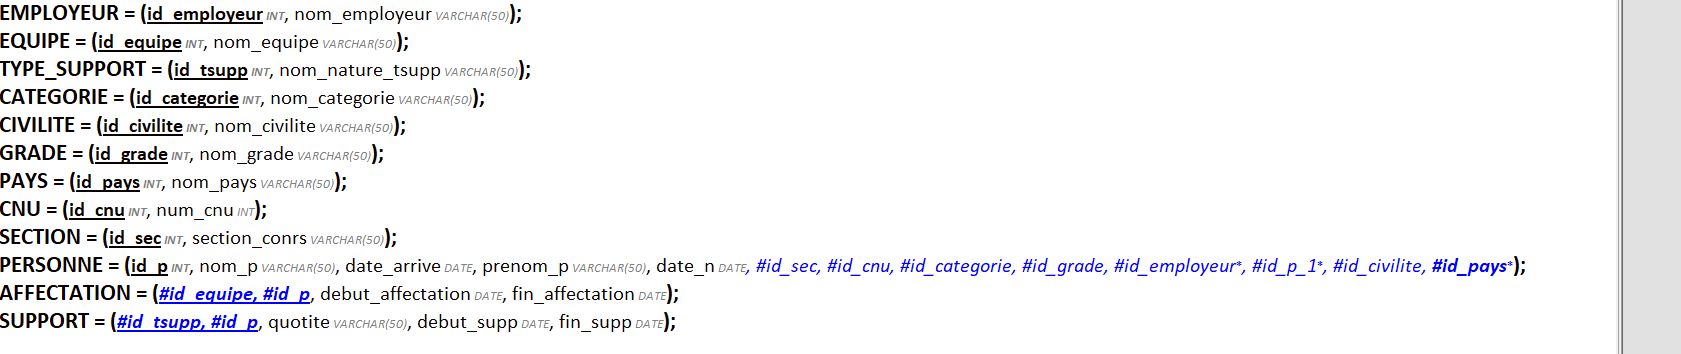 EMPLOYEUR = (id_employeur INT, nom_employeur VARCHAR(50));
EQUIPE = (id_equipe INT, nom_equipe VARCHAR(50));
TYPE_SUPPORT = (id_tsupp INT, nom_nature_tsupp VARCHAR(50));
CATEGORIE = (id_categorie INT, nom_categorie VARCHAR(50));
CIVILITE = (id_civilite INT, nom_civilite VARCHAR(50));
GRADE = (id_grade INT, nom_grade VARCHAR(50));
PAYS = (id_pays INT, nom_pays VARCHAR(50));
CNU = (id_cnu INT, num_cnu INT);
SECTION = (id_sec INT, section_conrs VARCHAR(50));
PERSONNE = (id_p INT, nom_p VARCHAR(50), date_arrive DATE, prenom_p VARCHAR(50), date_n DATE, #id_sec, #id_cnu, #id_categorie, #id_grade, #id_employeur*, #id_p_1*, #id_civilite, #id_pays*);
AFFECTATION = (#id_equipe, #id_p, debut_affectation DATE, fin_affectation DATE);
SUPPORT = (#id_tsupp, #id_p, quotite VARCHAR(50), debut_supp DATE, fin_supp DATE);